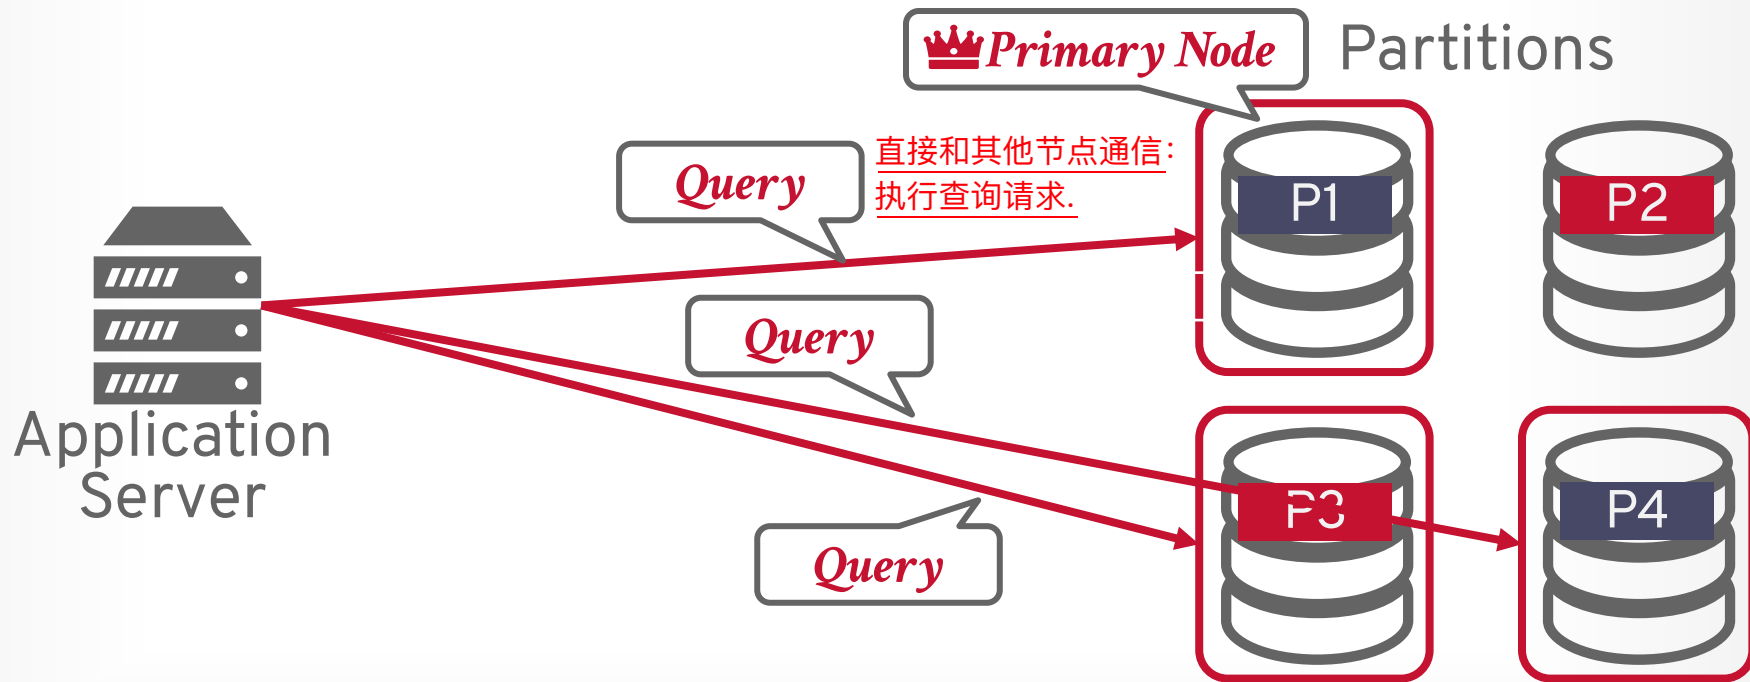 Primary Node
Partitions
直接和其他节点通信:
执行查询请求.
Query
P1
P2
Query
Application
Server
P3
P4
Query